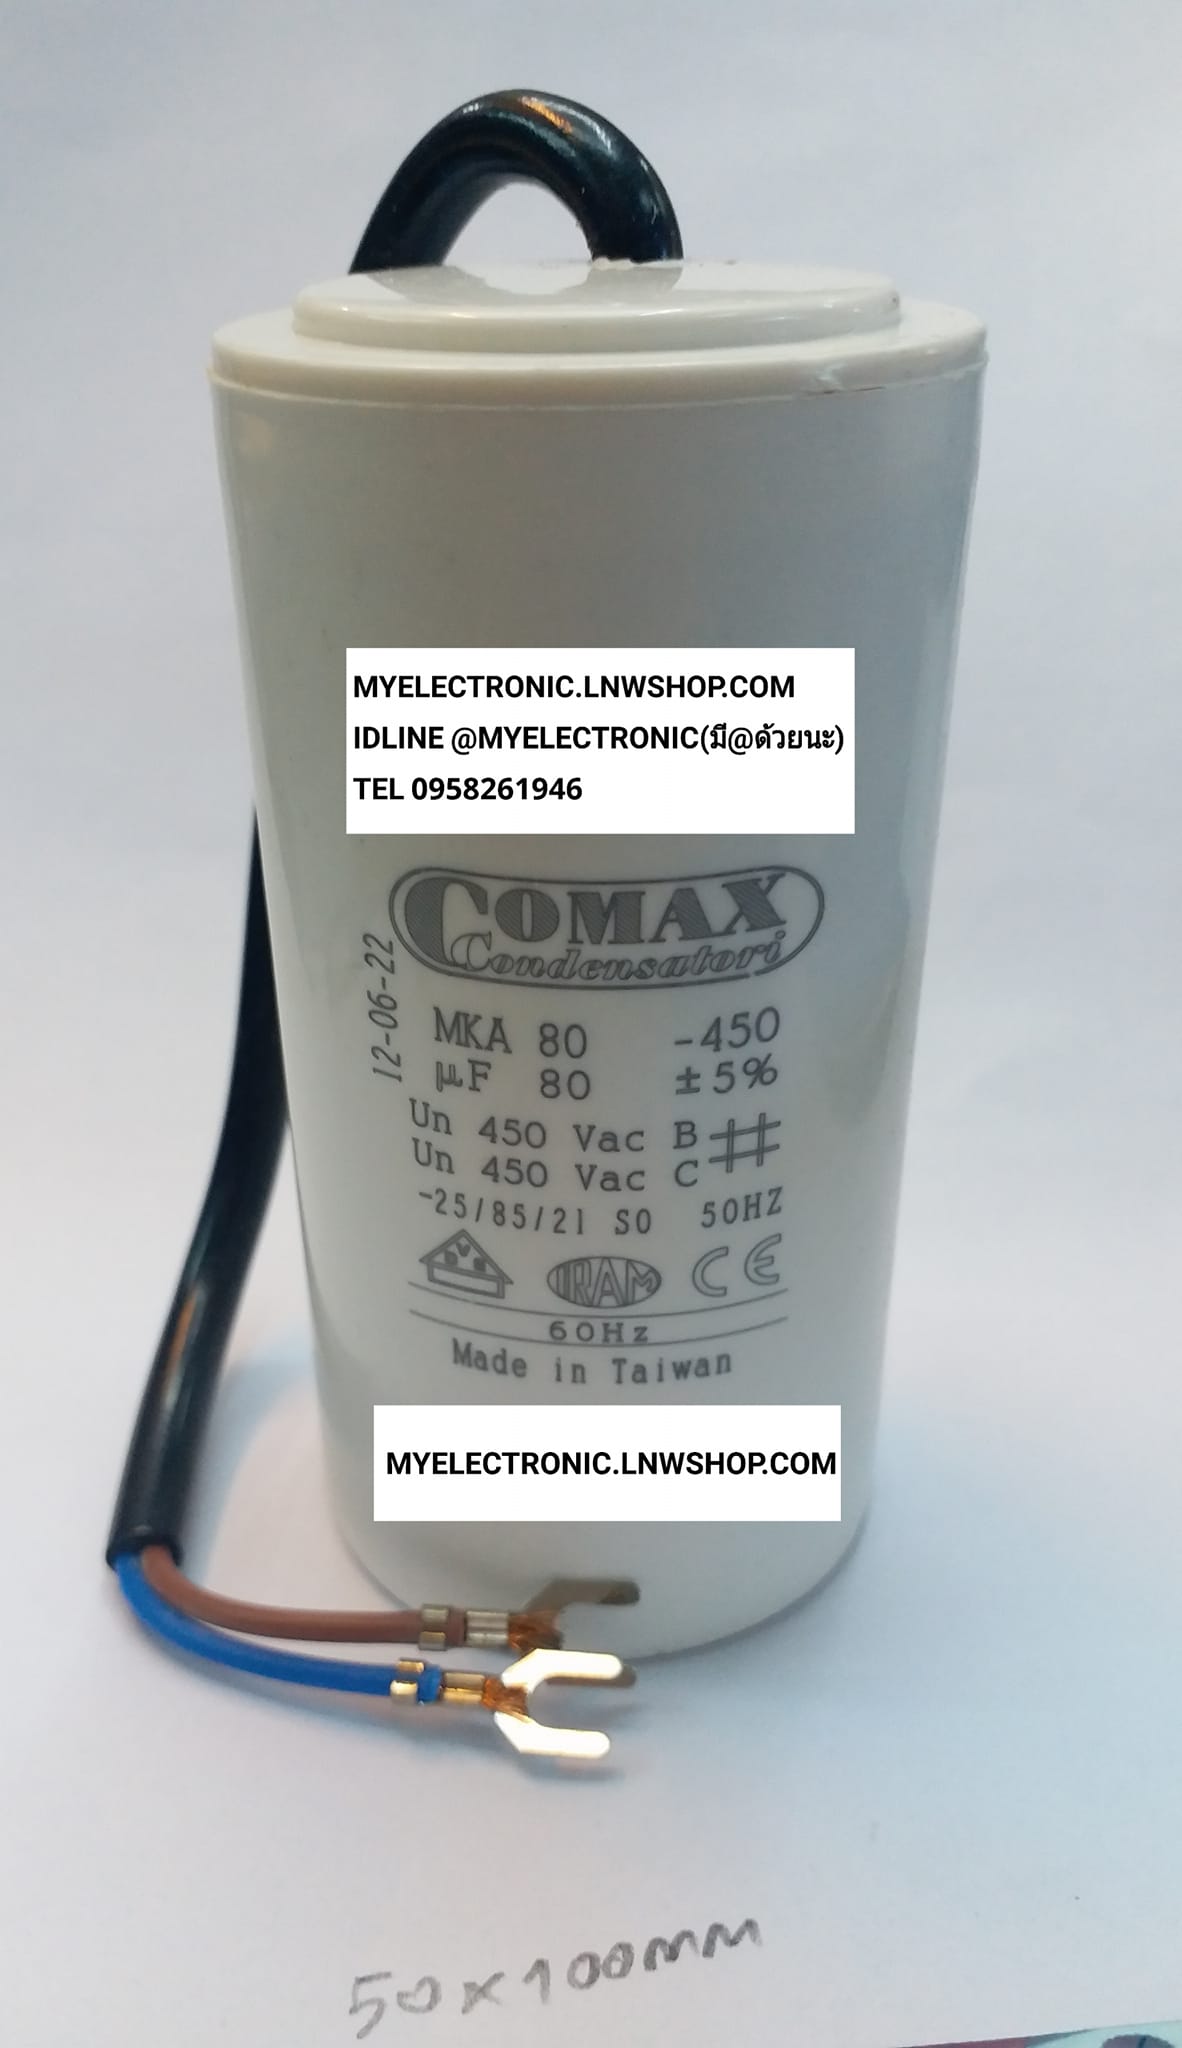 MYELECTRONIC.LNWSHOP.COM
IDLINE @MYELECTRONIC(มี@ด้วยนะ)
TEL 0958261946
COMAX
Condensatori
12-06-22
MKA 80 -450
µF 80 ±5%
Un 450 Vac B
Un 450 Vac C
-25/85/21 S0 50HZ
DVE
IRAM CE
60Hz
Made in Taiwan
MYELECTRONIC.LNWSHOP.COM
50x100mm